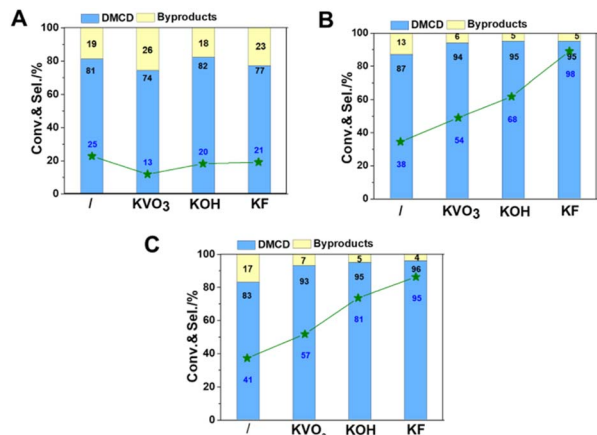 A
DMCD Byproducts
Conv.& Sel./%
100
80
60
40
20
0
19 26 18 23
81 74 82 77
25 13 20 21
/ KVO3 KOH KF
B
DMCD Byproducts
Conv.& Sel./%
100
80
60
40
20
0
13 6 5 5
87 94 95 95
38 54 68 98
/ KVO3 KOH KF
C
DMCD Byproducts
Conv.& Sel./%
100
80
60
40
20
0
17 7 5 4
83 93 95 96
41 57 81 95
/ KVO3 KOH KF